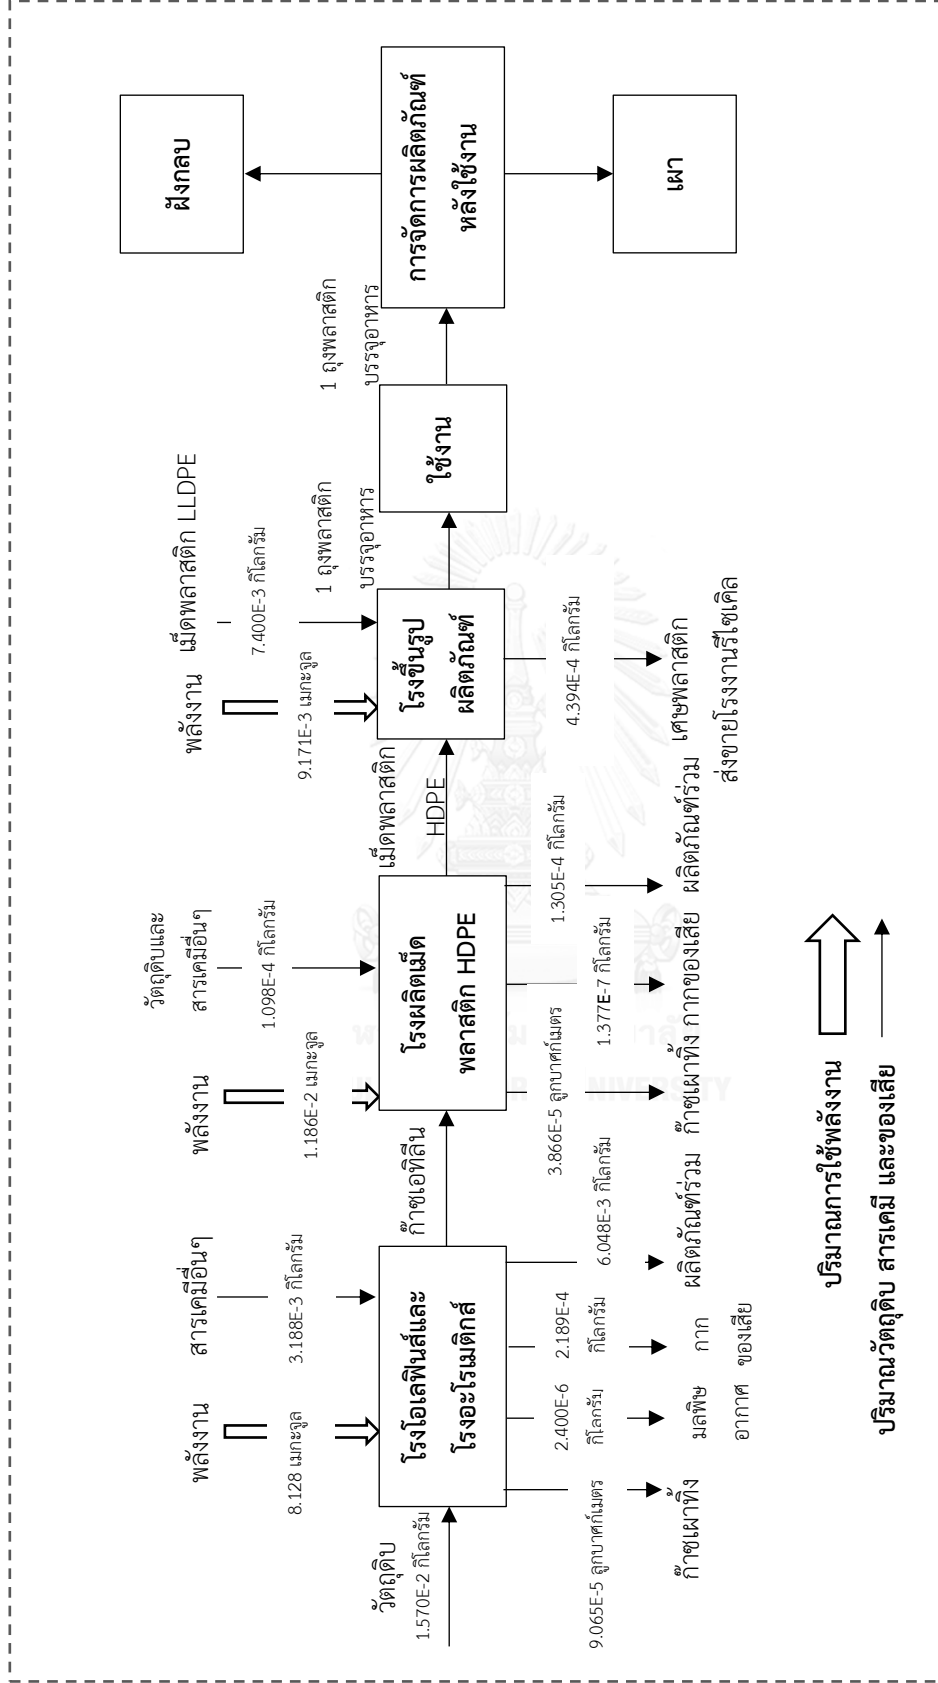 วัตถุดิบ
1.570E-2 กิโลกรัม
พลังงาน
8.128 เมกะจูล
สารเคมีอื่นๆ
3.188E-3 กิโลกรัม
โรงโอเลฟินส์และ
โรงอะโรเมติกส์
9.065E-5 ลูกบาศก์เมตร
ก๊าซเผาทิ้ง
2.400E-6
กิโลกรัม
มลพิษ
อากาศ
2.189E-4
กิโลกรัม
กาก
ของเสีย
6.048E-3 กิโลกรัม
ผลิตภัณฑ์ร่วม
ก๊าซเอทิลีน
พลังงาน
1.186E-2 เมกะจูล
วัตถุดิบและ
สารเคมีอื่นๆ
1.098E-4 กิโลกรัม
โรงผลิตเม็ด
พลาสติก HDPE
3.866E-5 ลูกบาศก์เมตร
ก๊าซเผาทิ้ง
1.377E-7 กิโลกรัม
กากของเสีย
1.305E-4 กิโลกรัม
ผลิตภัณฑ์ร่วม
เม็ดพลาสติก
HDPE
พลังงาน
9.171E-3 เมกะจูล
เม็ดพลาสติก LLDPE
7.400E-3 กิโลกรัม
โรงขึ้นรูป
ผลิตภัณฑ์
4.394E-4 กิโลกรัม
เศษพลาสติก
ส่งขายโรงงานรีไซเคิล
1 ถุงพลาสติก
บรรจุอาหาร
ใช้งาน
1 ถุงพลาสติก
บรรจุอาหาร
การจัดการผลิตภัณฑ์
หลังใช้งาน
ฝังกลบ
เผา
ปริมาณการใช้พลังงาน
ปริมาณวัตถุดิบ สารเคมี และของเสีย
NIVERSITY